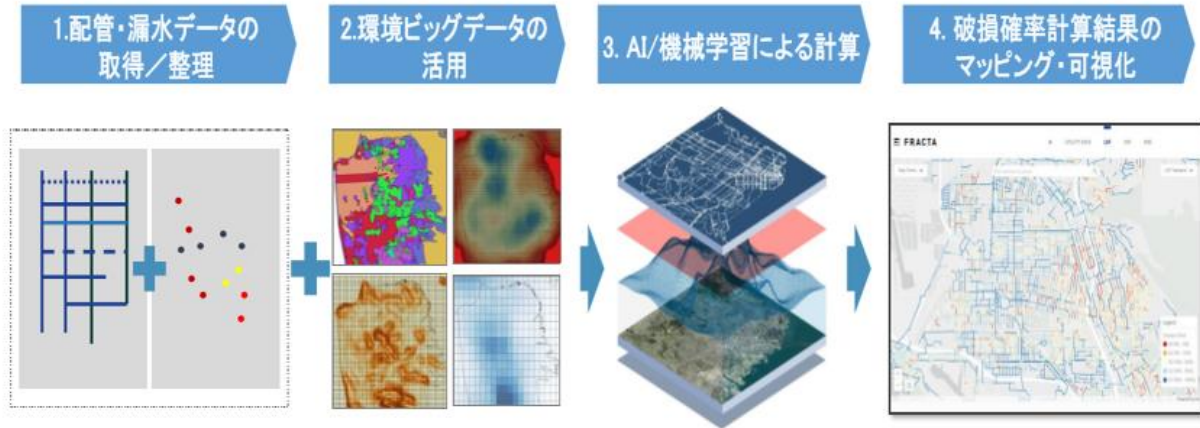 1.配管・漏水データの
取得／整理
2.環境ビッグデータの
活用
3. AI/機械学習による計算
4. 破損確率計算結果の
マッピング・可視化
FRACTA